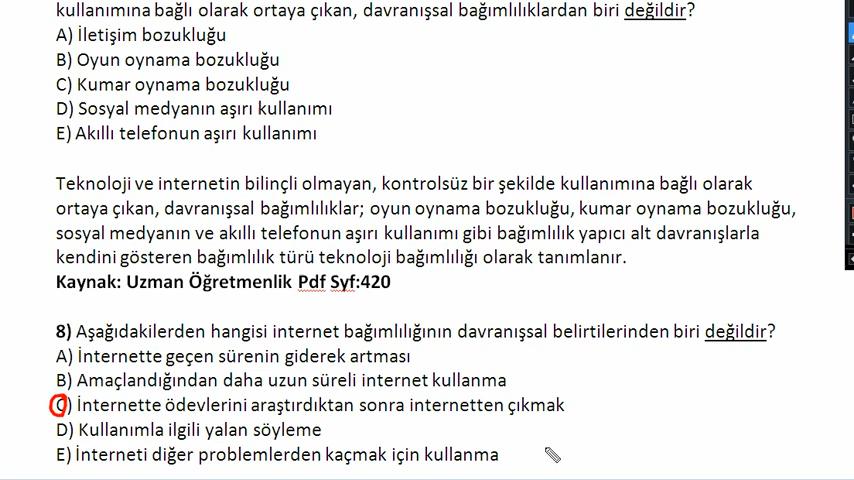 kullanımına bağlı olarak ortaya çıkan, davranışsal bağımlılıklardan biri değildir?
A) İletişim bozukluğu
B) Oyun oynama bozukluğu
C) Kumar oynama bozukluğu
D) Sosyal medyanın aşırı kullanımı
E) Akıllı telefonun aşırı kullanımı
Teknoloji ve internetin bilinçli olmayan, kontrolsüz bir şekilde kullanımına bağlı olarak
ortaya çıkan, davranışsal bağımlılıklar; oyun oynama bozukluğu, kumar oynama bozukluğu,
sosyal medyanın ve akıllı telefonun aşırı kullanımı gibi bağımlılık yapıcı alt davranışlarla
kendini gösteren bağımlılık türü teknoloji bağımlılığı olarak tanımlanır.
Kaynak: Uzman Öğretmenlik Pdf Syf:420
8) Aşağıdakilerden hangisi internet bağımlılığının davranışsal belirtilerinden biri değildir?
A) İnternette geçen sürenin giderek artması
B) Amaçlandığından daha uzun süreli internet kullanma
C) İnternette ödevlerini araştırdıktan sonra internetten çıkmak
D) Kullanımla ilgili yalan söyleme
E) İnterneti diğer problemlerden kaçmak için kullanma